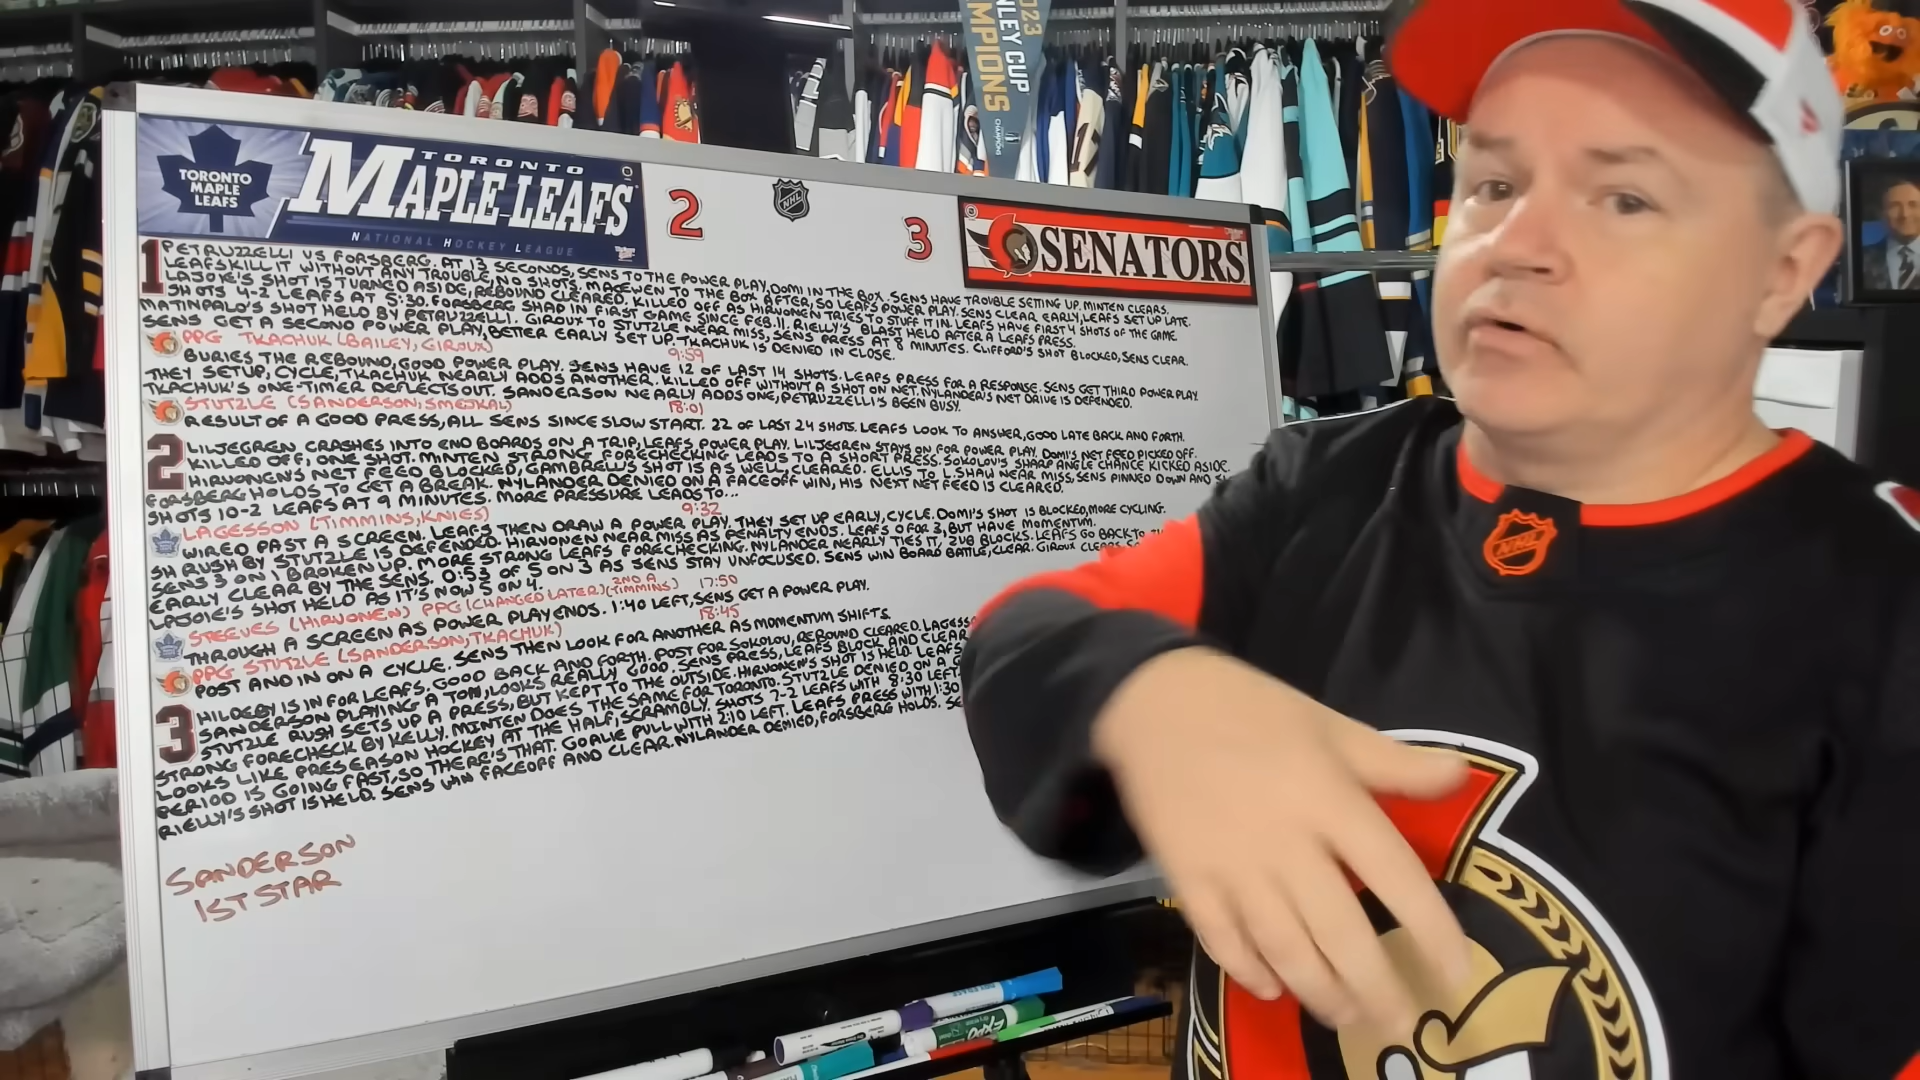 2023
STANLEY CUP
CHAMPIONS
TORONTO
MAPLE
LEAFS
TORONTO
MAPLE LEAFS
NATIONAL HOCKEY LEAGUE
2
NHL
3
SENATORS
1
PETRUZZELLI VS FORSBERG. AT 13 SECONDS, SENS TO THE POWER PLAY, DOMI IN THE BOX. SENS HAVE TROUBLE SETTING UP. MINTEN CLEARS.
LEAFS KILL IT WITHOUT ANY TROUBLE, NO SHOTS. MACEWEN TO THE BOX AFTER, SO LEAFS POWER PLAY. SENS CLEAR EARLY, LEAFS SET UP LATE.
LAJOIE'S SHOT IS TURNED ASIDE, REBOUND CLEARED. KILLED OFF AS HIRVONEN TRIES TO STUFF IT IN. LEAFS HAVE FIRST 4 SHOTS OF THE GAME.
SHOTS 4-2 LEAFS AT 5:30. FORSBERG SHARP IN FIRST GAME SINCE FEB. 11. RIELLY'S BLAST HELD AFTER A LEAFS PRESS.
MATINPALO'S SHOT HELD BY PETRUZZELLI. GIROUX TO STUTZLE NEAR MISS, SENS PRESS AT 8 MINUTES. CLIFFORD'S SHOT BLOCKED, SENS CLEAR.
SENS GET A SECOND POWER PLAY, BETTER EARLY SET UP. TKACHUK IS DENIED IN CLOSE.
PPG TKACHUK (BAILEY, GIROUX) 9:59
BURIES THE REBOUND, GOOD POWER PLAY. SENS HAVE 12 OF LAST 14 SHOTS. LEAFS PRESS FOR A RESPONSE. SENS GET THIRD POWER PLAY
THEY SETUP, CYCLE, TKACHUK NEARLY ADDS ANOTHER. KILLED OFF WITHOUT A SHOT ON NET. NYLANDER'S NET DRIVE IS DEFENDED.
TKACHUK'S ONE-TIMER DEFLECTS OUT. SANDERSON NEARLY ADDS ONE, PETRUZZELLI'S BEEN BUSY.
STUTZLE (SANDERSON, SMEJKAL) 18:01
RESULT OF A GOOD PRESS, ALL SENS SINCE SLOW START. 22 OF LAST 24 SHOTS. LEAFS LOOK TO ANSWER, GOOD LATE BACK AND FORTH.
2
LILJEGREN CRASHES INTO END BOARDS ON A TRIP, LEAFS POWER PLAY. LILJEGREN STAYS ON FOR POWER PLAY. DOMI'S NET FEED PICKED OFF.
KILLED OFF, ONE SHOT. MINTEN STRONG FORECHECKING LEADS TO A SHORT PRESS. SOKOLOV'S SHARP ANGLE CHANCE KICKED ASIDE.
HIRVONEN'S NET FEED BLOCKED, GAMBRELL'S SHOT IS AS WELL, CLEARED. ELLIS TO L. SHAW NEAR MISS, SENS PINNED DOWN AND
FORSBERG HOLDS TO GET A BREAK. NYLANDER DENIED ON A FACEOFF WIN, HIS NEXT NET FEED IS CLEARED.
SHOTS 10-2 LEAFS AT 9 MINUTES. MORE PRESSURE LEADS TO...
LAGESSON (TIMMINS, KNIES) 9:32
WIRED PAST A SCREEN. LEAFS THEN DRAW A POWER PLAY. THEY SET UP EARLY, CYCLE. DOMI'S SHOT IS BLOCKED, MORE CYCLING.
SH RUSH BY STUTZLE IS DEFENDED. HIRVONEN NEAR MISS AS PENALTY ENDS. LEAFS 0 FOR 3, BUT HAVE MOMENTUM.
SENS 3 ON 1 BROKEN UP. MORE STRONG LEAFS FORECHECKING. NYLANDER NEARLY TIES IT, ZUB BLOCKS. LEAFS GO BACK TO
EARLY CLEAR BY THE SENS. 0:53 OF 5 ON 3 AS SENS STAY UNFOCUSED. SENS WIN BOARD BATTLE, CLEAR. GIROUX CLEARS
LAJOIE'S SHOT HELD AS IT'S NOW 5 ON 4.
STEEVES (HIRVONEN) PPG (CHANGED LATER) (2ND A TIMMINS) 17:50
THROUGH A SCREEN AS POWER PLAY ENDS. 1:40 LEFT, SENS GET A POWER PLAY.
PPG STUTZLE (SANDERSON, TKACHUK) 18:45
POST AND IN ON A CYCLE. SENS THEN LOOK FOR ANOTHER AS MOMENTUM SHIFTS.
3
HILDEBY IS IN FOR LEAFS, GOOD BACK AND FORTH. POST FOR SOKOLOV, REBOUND CLEARED.
SANDERSON PLAYING A TON, LOOKS REALLY GOOD. SENS PRESS, LEAFS BLOCK AND CLEAR
STUTZLE RUSH SETS UP A PRESS, BUT KEPT TO THE OUTSIDE. HIRVONEN'S SHOT IS HELD. LEAFS
STRONG FORECHECK BY KELLY. MINTEN DOES THE SAME FOR TORONTO. STUTZLE DENIED ON A
LOOKS LIKE PRESEASON HOCKEY AT THE HALF, SCRAMBLY. SHOTS 7-2 LEAFS WITH 8:30 LEFT.
PERIOD IS GOING FAST, SO THERE'S THAT. GOALIE PULL WITH 2:10 LEFT. LEAFS PRESS WITH 1:30
RIELLY'S SHOT IS HELD. SENS WIN FACEOFF AND CLEAR. NYLANDER DENIED, FORSBERG HOLDS.
SANDERSON
1ST STAR
NHL
EXPO